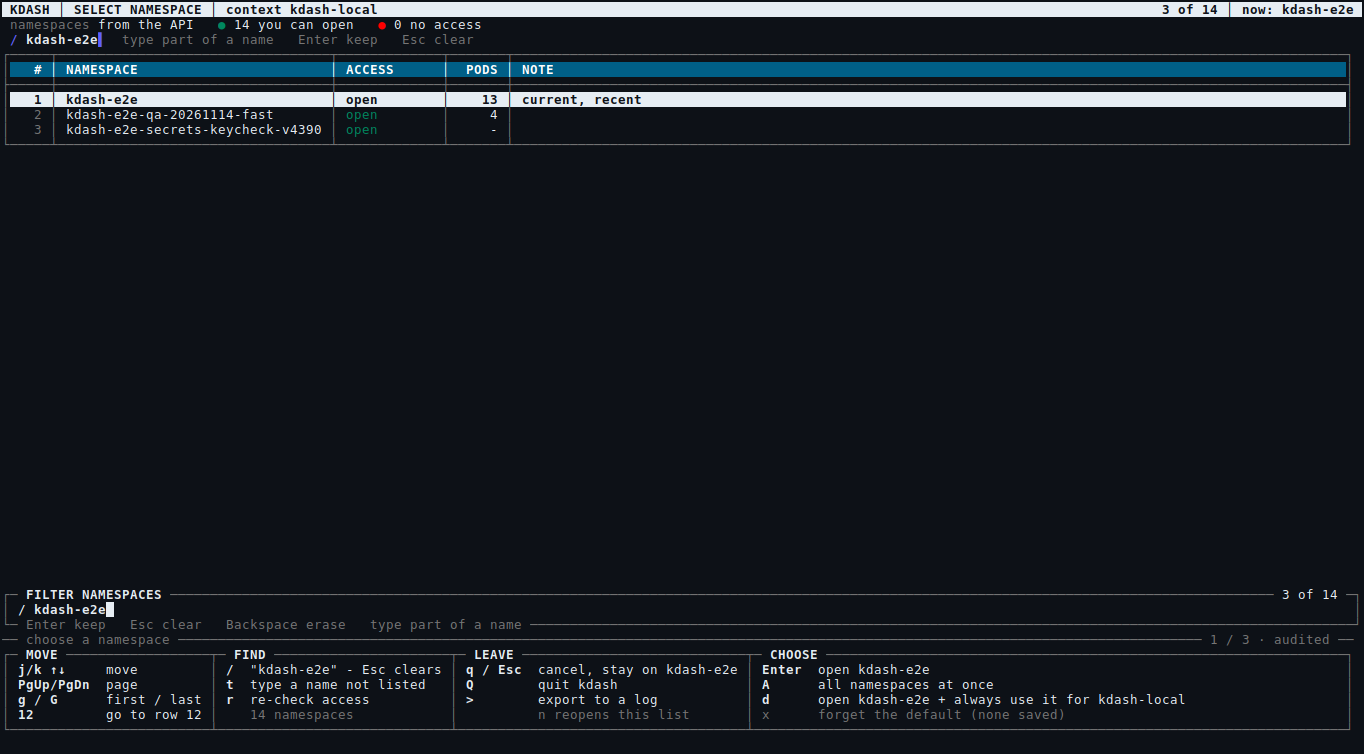 KDASH │ SELECT NAMESPACE │ context kdash-local 3 of 14 │ now: kdash-e2e
namespaces from the API ● 14 you can open ● 0 no access
/ kdash-e2e type part of a name Enter keep Esc clear
# │ NAMESPACE │ ACCESS │ PODS │ NOTE
1 │ kdash-e2e │ open │ 13 │ current, recent
2 │ kdash-e2e-qa-20261114-fast │ open │ 4 │
3 │ kdash-e2e-secrets-keycheck-v4390 │ open │ - │
FILTER NAMESPACES 3 of 14
/ kdash-e2e
Enter keep Esc clear Backspace erase type part of a name
choose a namespace 1 / 3 · audited
MOVE FIND LEAVE CHOOSE
j/k ↑↓ move │ / "kdash-e2e" - Esc clears │ q / Esc cancel, stay on kdash-e2e │ Enter open kdash-e2e
PgUp/PgDn page │ t type a name not listed │ Q quit kdash │ A all namespaces at once
g / G first / last │ r re-check access │ > export to a log │ d open kdash-e2e + always use it for kdash-local
12 go to row 12 │ 14 namespaces │ n reopens this list │ x forget the default (none saved)